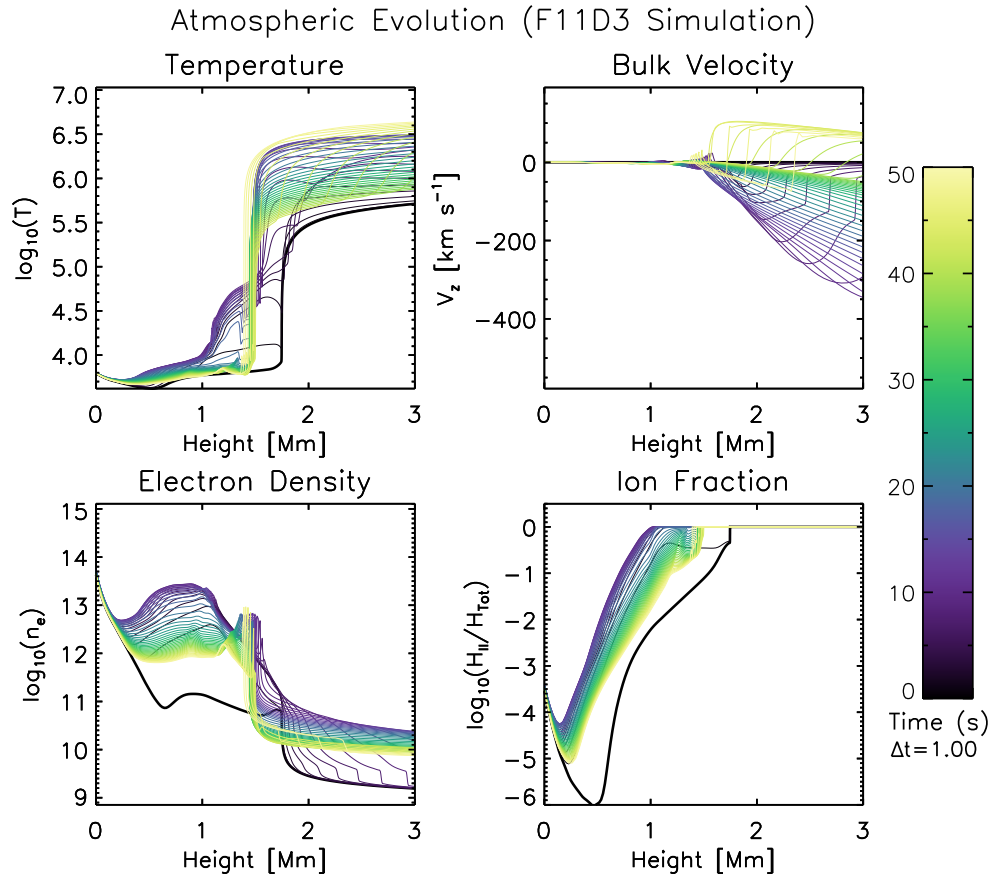 Atmospheric Evolution (F11D3 Simulation)
Temperature
log₁₀(T)
7.0
6.5
6.0
5.5
5.0
4.5
4.0
0 1 2 3
Height [Mm]
Bulk Velocity
V_z [km s⁻¹]
0
-200
-400
0 1 2 3
Height [Mm]
Electron Density
log₁₀(nₑ)
15
14
13
12
11
10
9
0 1 2 3
Height [Mm]
Ion Fraction
log₁₀(H_II/H_Tot)
0
-1
-2
-3
-4
-5
-6
0 1 2 3
Height [Mm]
50
40
30
20
10
0
Time (s)
Δt=1.00